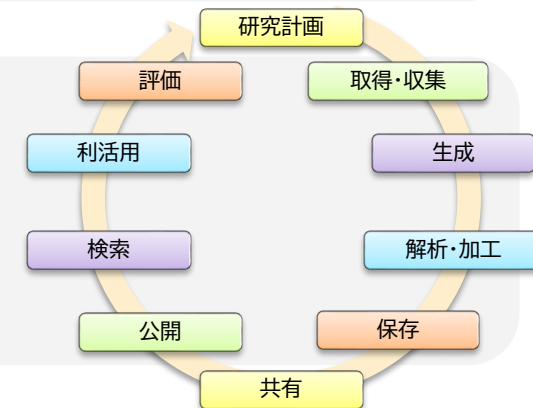 研究計画
取得・収集
生成
解析・加工
保存
共有
公開
検索
利活用
評価